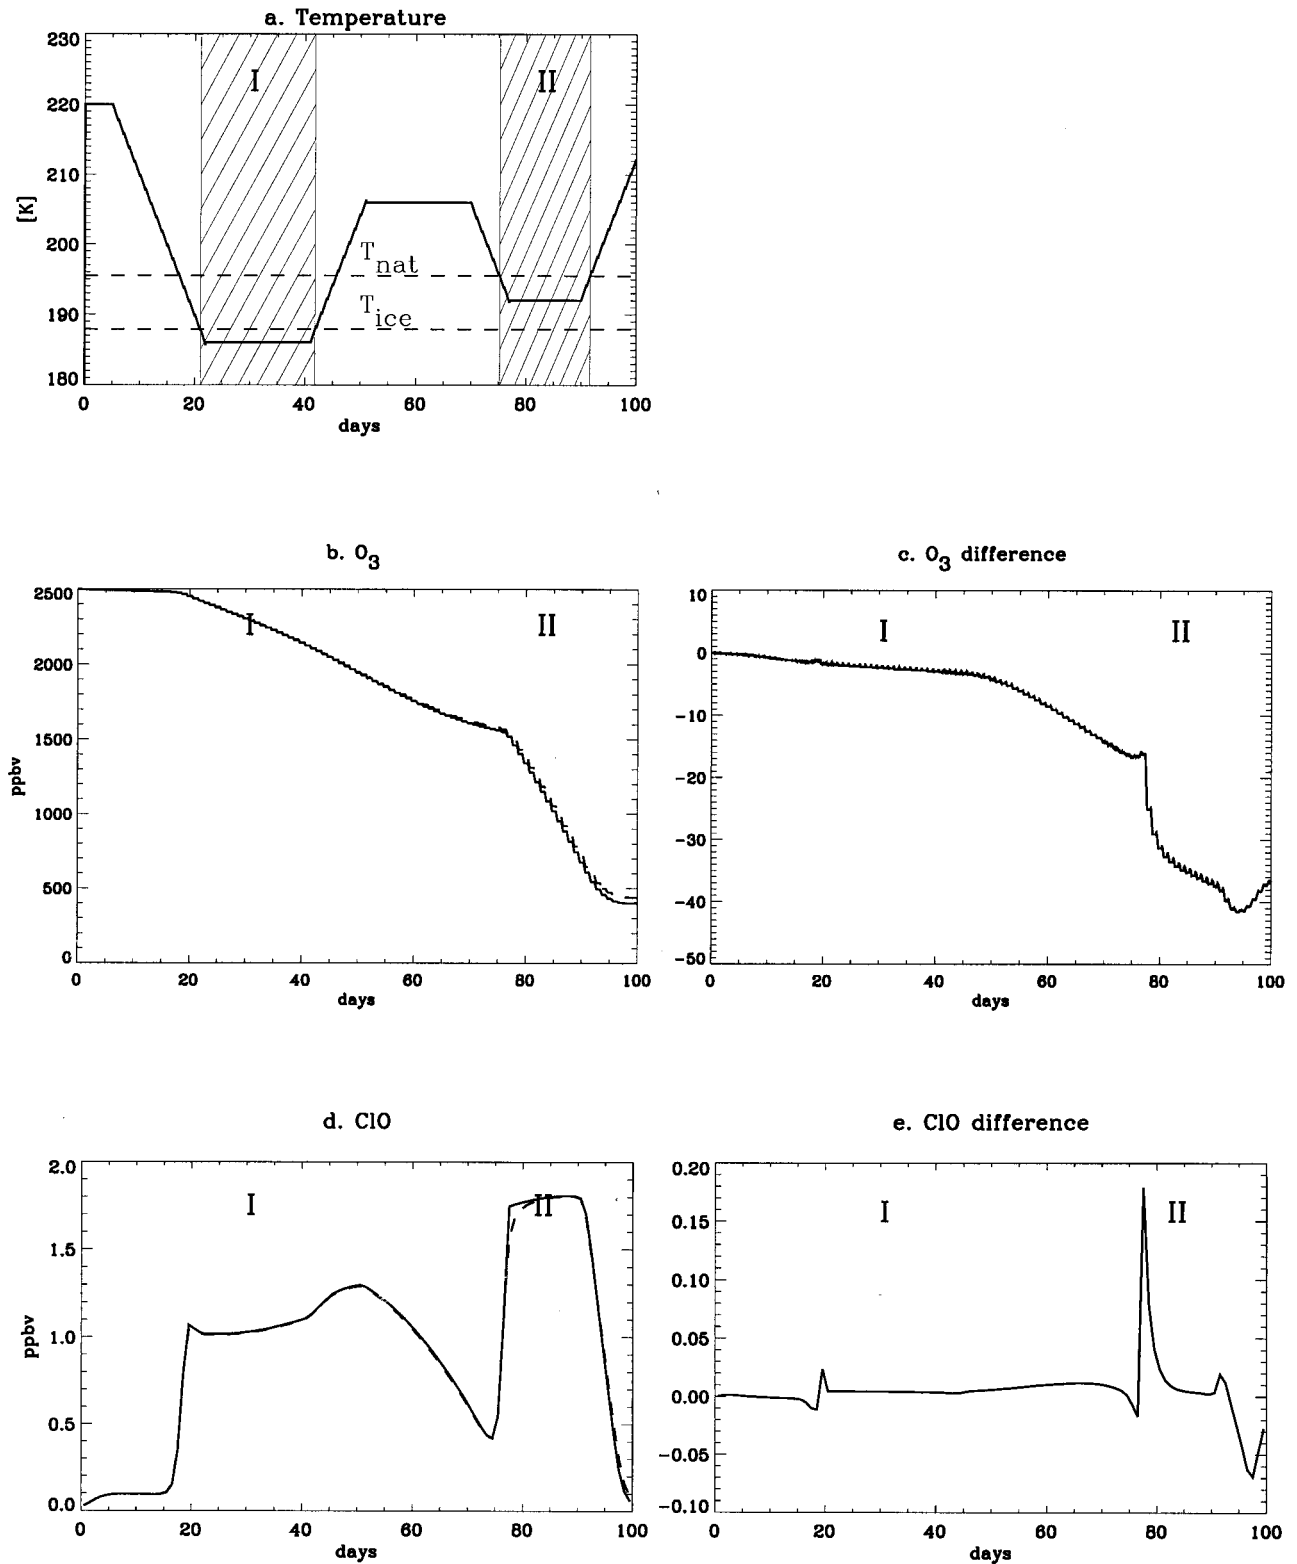 a. Temperature
230
220
210
200
190
180
[K]
I
II
T_nat
T_ice
0 20 40 60 80 100
days
b. O3
2500
2000
1500
1000
500
0
ppbv
I
II
0 20 40 60 80 100
days
c. O3 difference
10
0
-10
-20
-30
-40
-50
I
II
0 20 40 60 80 100
days
d. ClO
2.0
1.5
1.0
0.5
0.0
ppbv
I
II
0 20 40 60 80 100
days
e. ClO difference
0.20
0.15
0.10
0.05
0.00
-0.05
-0.10
I
II
0 20 40 60 80 100
days